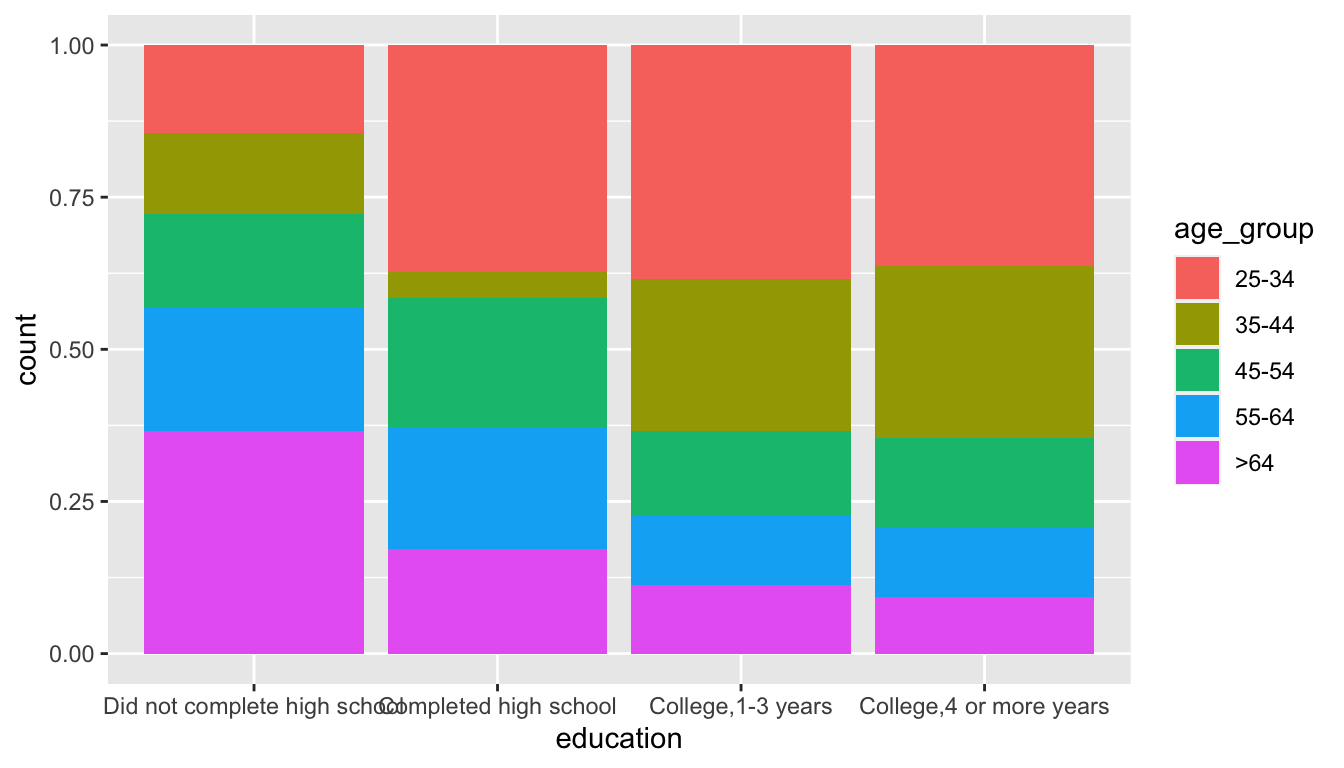 1.00
0.75
0.50
0.25
0.00
count
Did not complete high school
Completed high school
College,1-3 years
College,4 or more years
education
age_group
25-34
35-44
45-54
55-64
>64